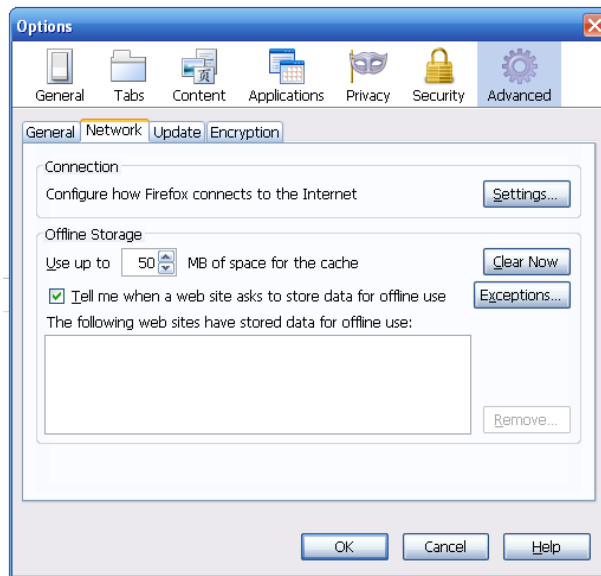 Options
General Tabs Content Applications Privacy Security Advanced
General Network Update Encryption
Connection
Configure how Firefox connects to the Internet Settings...
Offline Storage
Use up to 50 MB of space for the cache Clear Now
Tell me when a web site asks to store data for offline use Exceptions...
The following web sites have stored data for offline use:
Remove...
OK Cancel Help